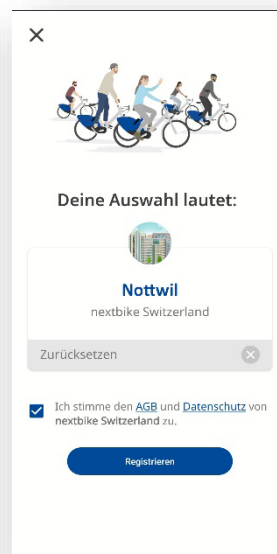 Deine Auswahl lautet:
Nottwil
nextbike Switzerland
Zurücksetzen
Ich stimme den AGB und Datenschutz von
nextbike Switzerland zu.
Registrieren